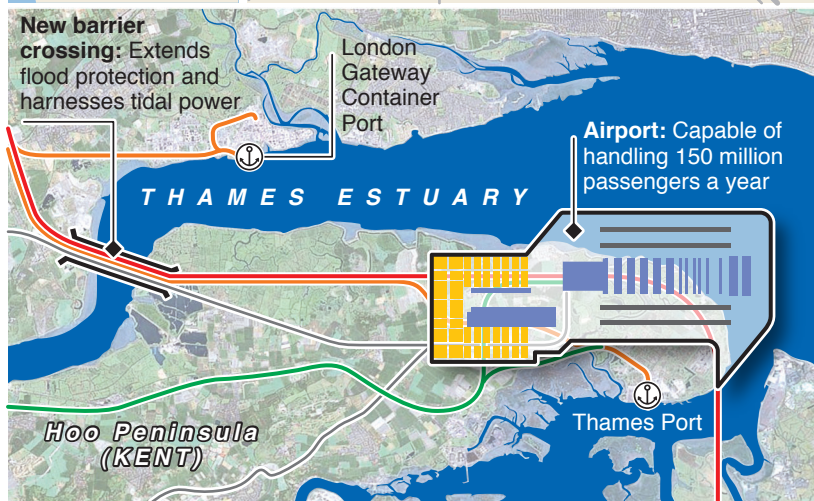 New barrier
crossing: Extends
flood protection and
harnesses tidal power
London
Gateway
Container
Port
Airport: Capable of
handling 150 million
passengers a year
THAMES ESTUARY
Thames Port
Hoo Peninsula
(KENT)